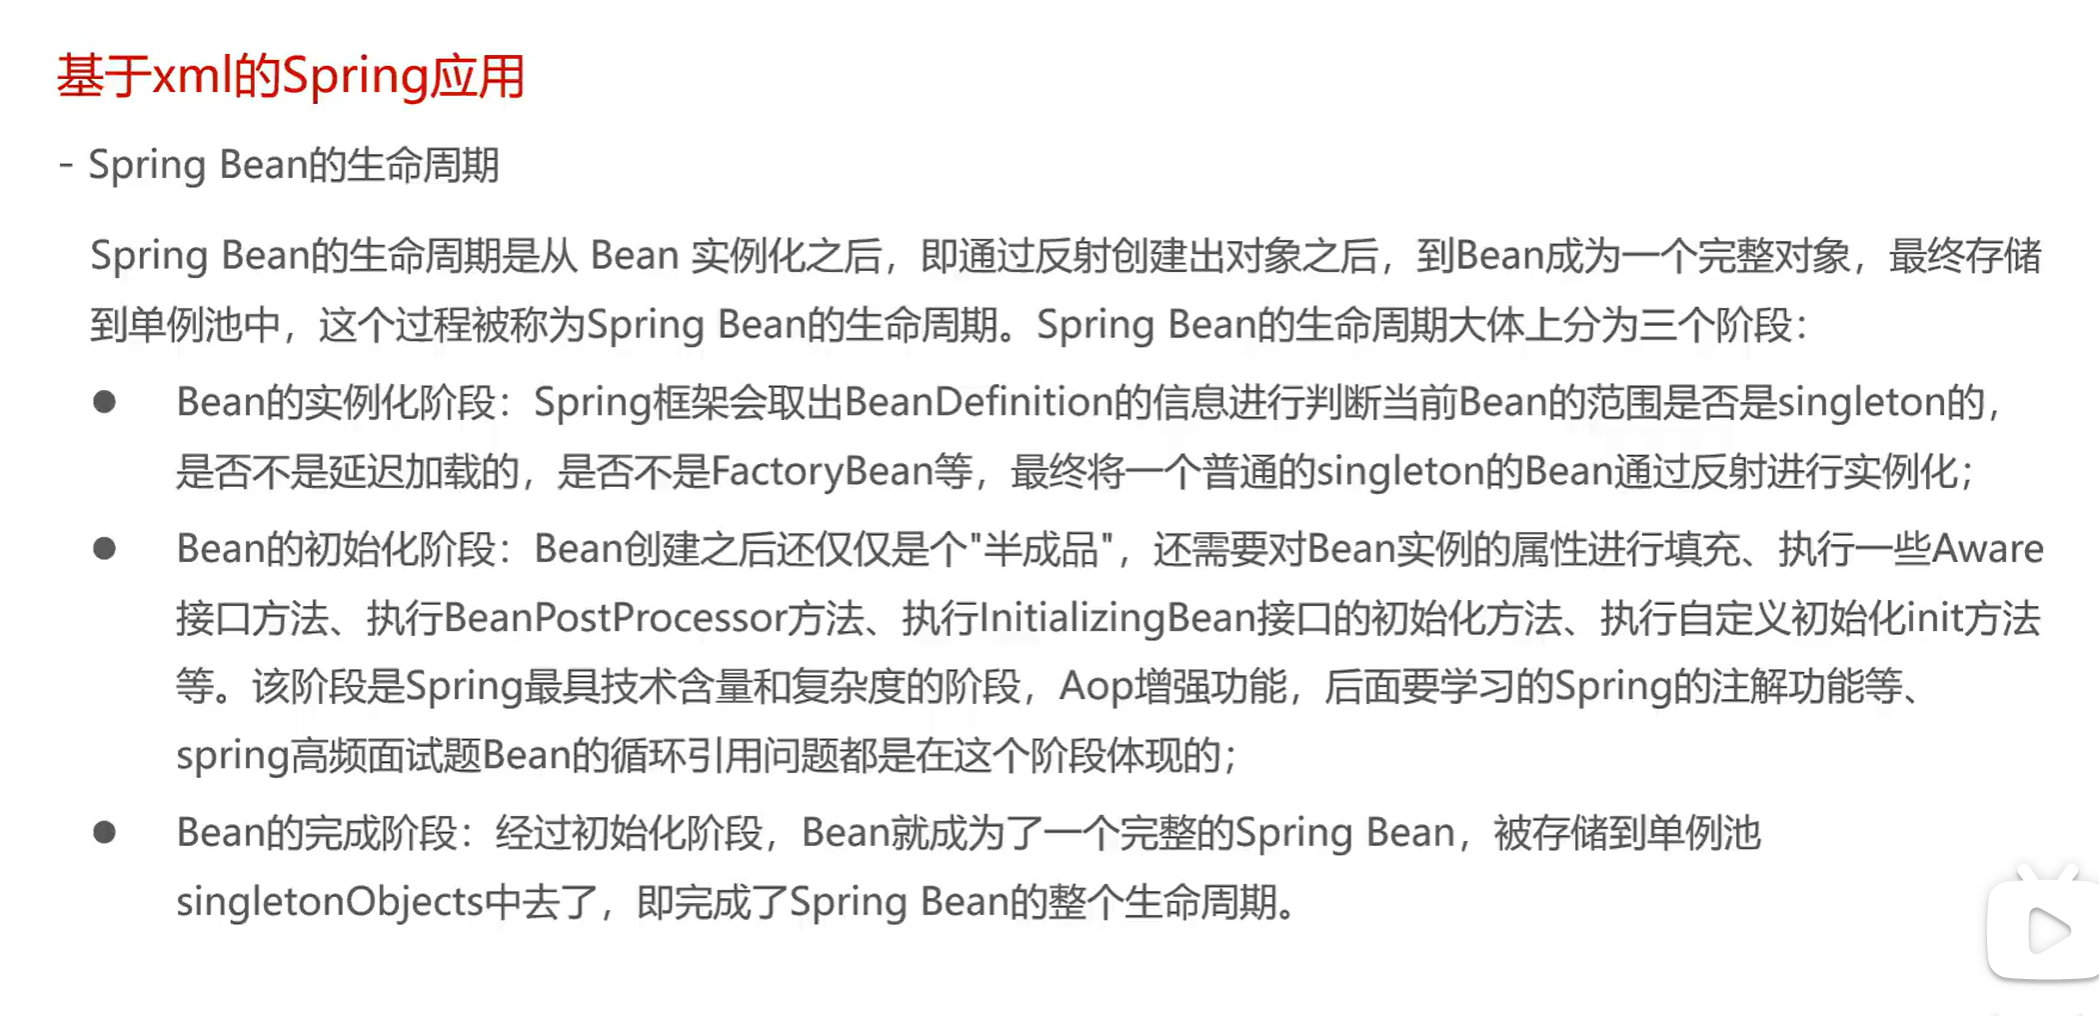 基于xml的Spring应用
- Spring Bean的生命周期
Spring Bean的生命周期是从 Bean 实例化之后，即通过反射创建出对象之后，到Bean成为一个完整对象，最终存储
到单例池中，这个过程被称为Spring Bean的生命周期。Spring Bean的生命周期大体上分为三个阶段：
● Bean的实例化阶段：Spring框架会取出BeanDefinition的信息进行判断当前Bean的范围是否是singleton的，
是否不是延迟加载的，是否不是FactoryBean等，最终将一个普通的singleton的Bean通过反射进行实例化；
● Bean的初始化阶段：Bean创建之后还仅仅是个"半成品"，还需要对Bean实例的属性进行填充、执行一些Aware
接口方法、执行BeanPostProcessor方法、执行InitializingBean接口的初始化方法、执行自定义初始化init方法
等。该阶段是Spring最具技术含量和复杂度的阶段，Aop增强功能，后面要学习的Spring的注解功能等、
spring高频面试题Bean的循环引用问题都是在这个阶段体现的；
● Bean的完成阶段：经过初始化阶段，Bean就成为了一个完整的Spring Bean，被存储到单例池
singletonObjects中去了，即完成了Spring Bean的整个生命周期。